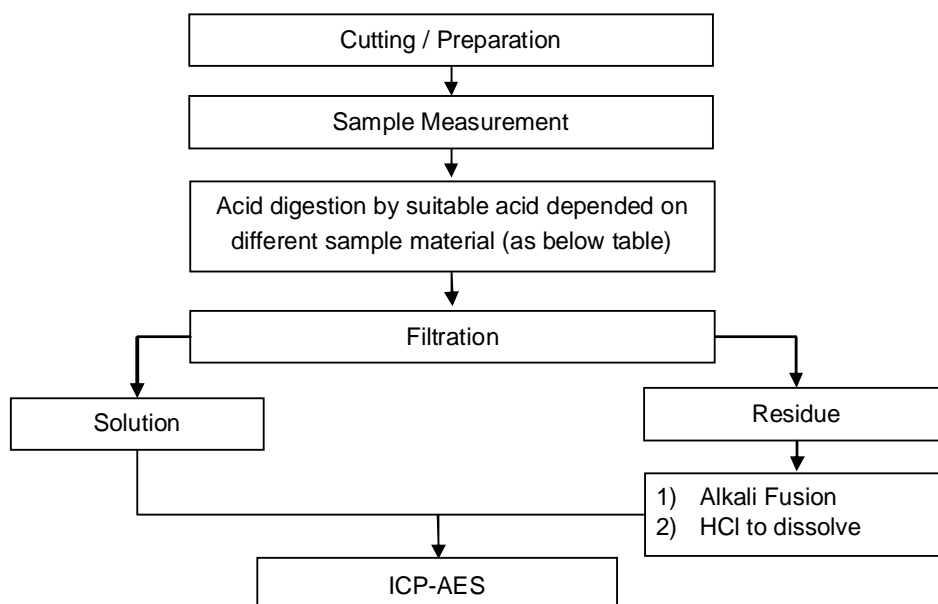 Cutting / Preparation
Sample Measurement
Acid digestion by suitable acid depended on
different sample material (as below table)
Filtration
Solution
Residue
1) Alkali Fusion
2) HCl to dissolve
ICP-AES